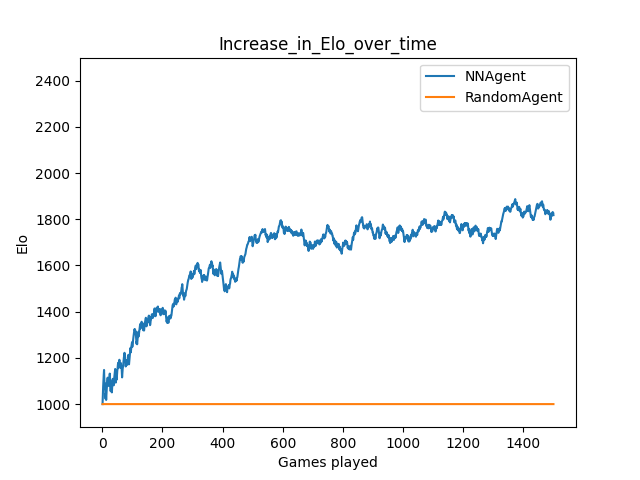 Increase_in_Elo_over_time
NNAgent
RandomAgent
Elo
2400
2200
2000
1800
1600
1400
1200
1000
0 200 400 600 800 1000 1200 1400
Games played